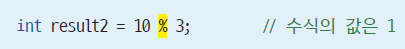 int result2 = 10 % 3; // 수식의 값은 1